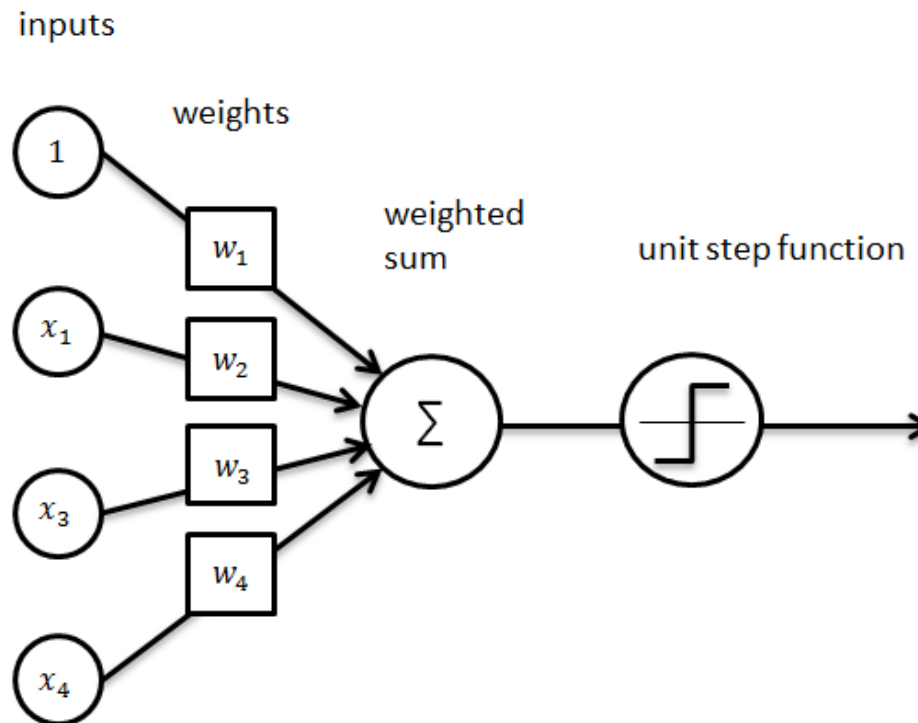 inputs
weights
1
weighted
sum
unit step function
w₁
x₁
w₂
∑
w₃
x₃
w₄
x₄